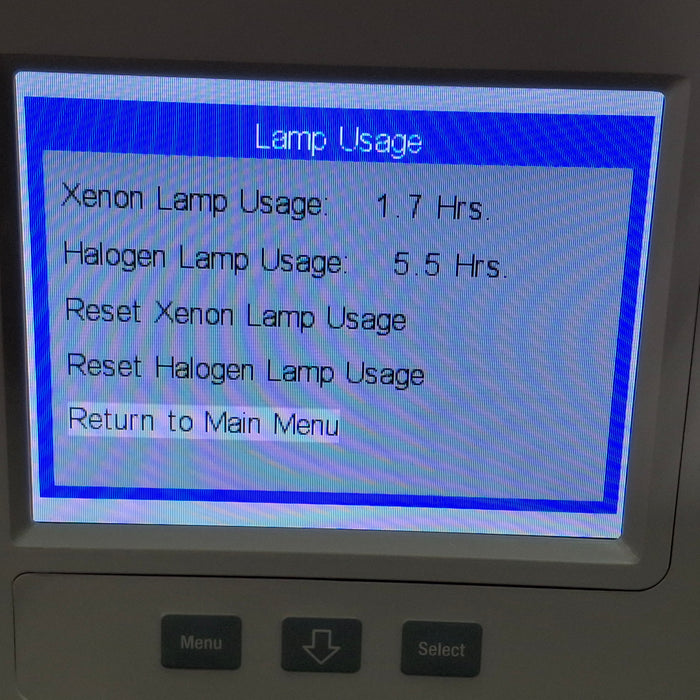 Lamp Usage
Xenon Lamp Usage: 1.7 Hrs.
Halogen Lamp Usage: 5.5 Hrs.
Reset Xenon Lamp Usage
Reset Halogen Lamp Usage
Return to Main Menu
Menu Select